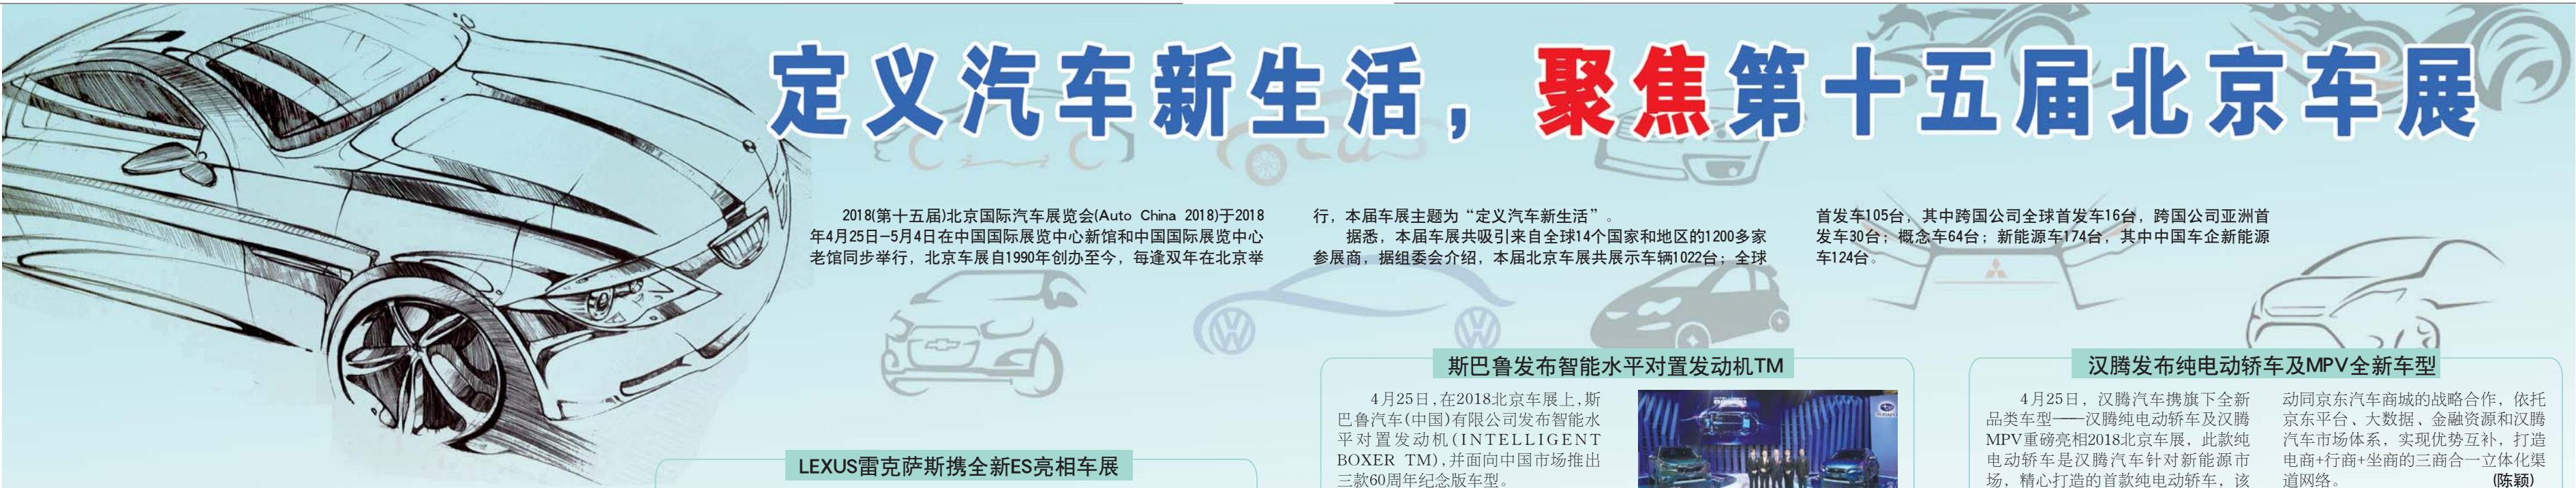 定义汽车新生活，聚焦第十五届北京车展
2018(第十五届)北京国际汽车展览会(Auto China 2018)于2018
年4月25日—5月4日在中国国际展览中心新馆和中国国际展览中心
老馆同步举行，北京车展自1990年创办至今，每逢双年在北京举
行，本届车展主题为“定义汽车新生活”。
据悉，本届车展共吸引来自全球14个国家和地区的1200多家
参展商，据组委会介绍，本届北京车展共展示车辆1022台；全球
首发车105台，其中跨国公司全球首发车16台，跨国公司亚洲首
发车30台；概念车64台；新能源车174台，其中中国车企新能源
车124台。
LEXUS雷克萨斯携全新ES亮相车展
斯巴鲁发布智能水平对置发动机TM
4月25日,在2018北京车展上,斯
巴鲁汽车(中国)有限公司发布智能水
平对置发动机(INTELLIGENT
BOXER TM),并面向中国市场推出
三款60周年纪念版车型。
汉腾发布纯电动轿车及MPV全新车型
4月25日，汉腾汽车携旗下全新
品类车型——汉腾纯电动轿车及汉腾
MPV重磅亮相2018北京车展，此款纯
电动轿车是汉腾汽车针对新能源市
场，精心打造的首款纯电动轿车，该
动同京东汽车商城的战略合作，依托
京东平台、大数据、金融资源和汉腾
汽车市场体系，实现优势互补，打造
电商+行商+坐商的三商合一立体化渠
道网络。 (陈颖)